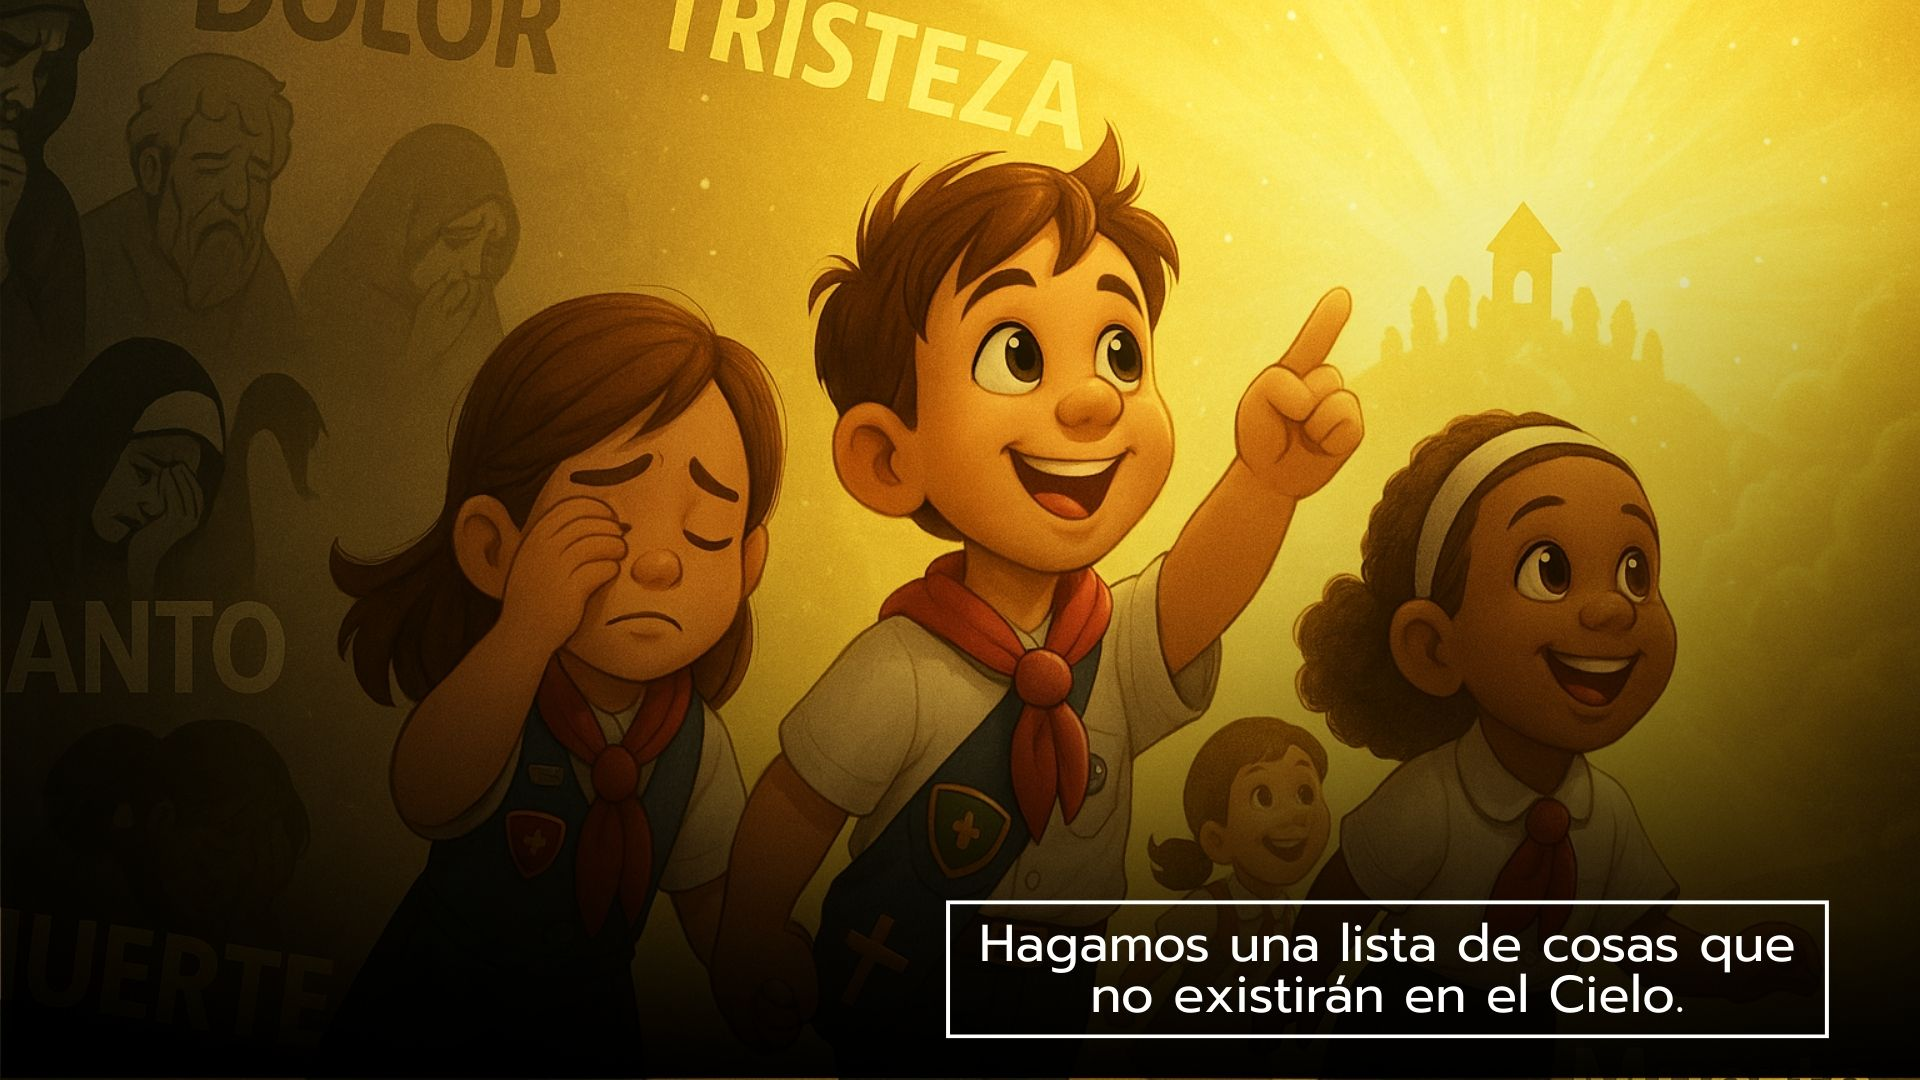 DOLOR
TRISTEZA
ANTO
UERTE
Hagamos una lista de cosas que
no existirán en el Cielo.